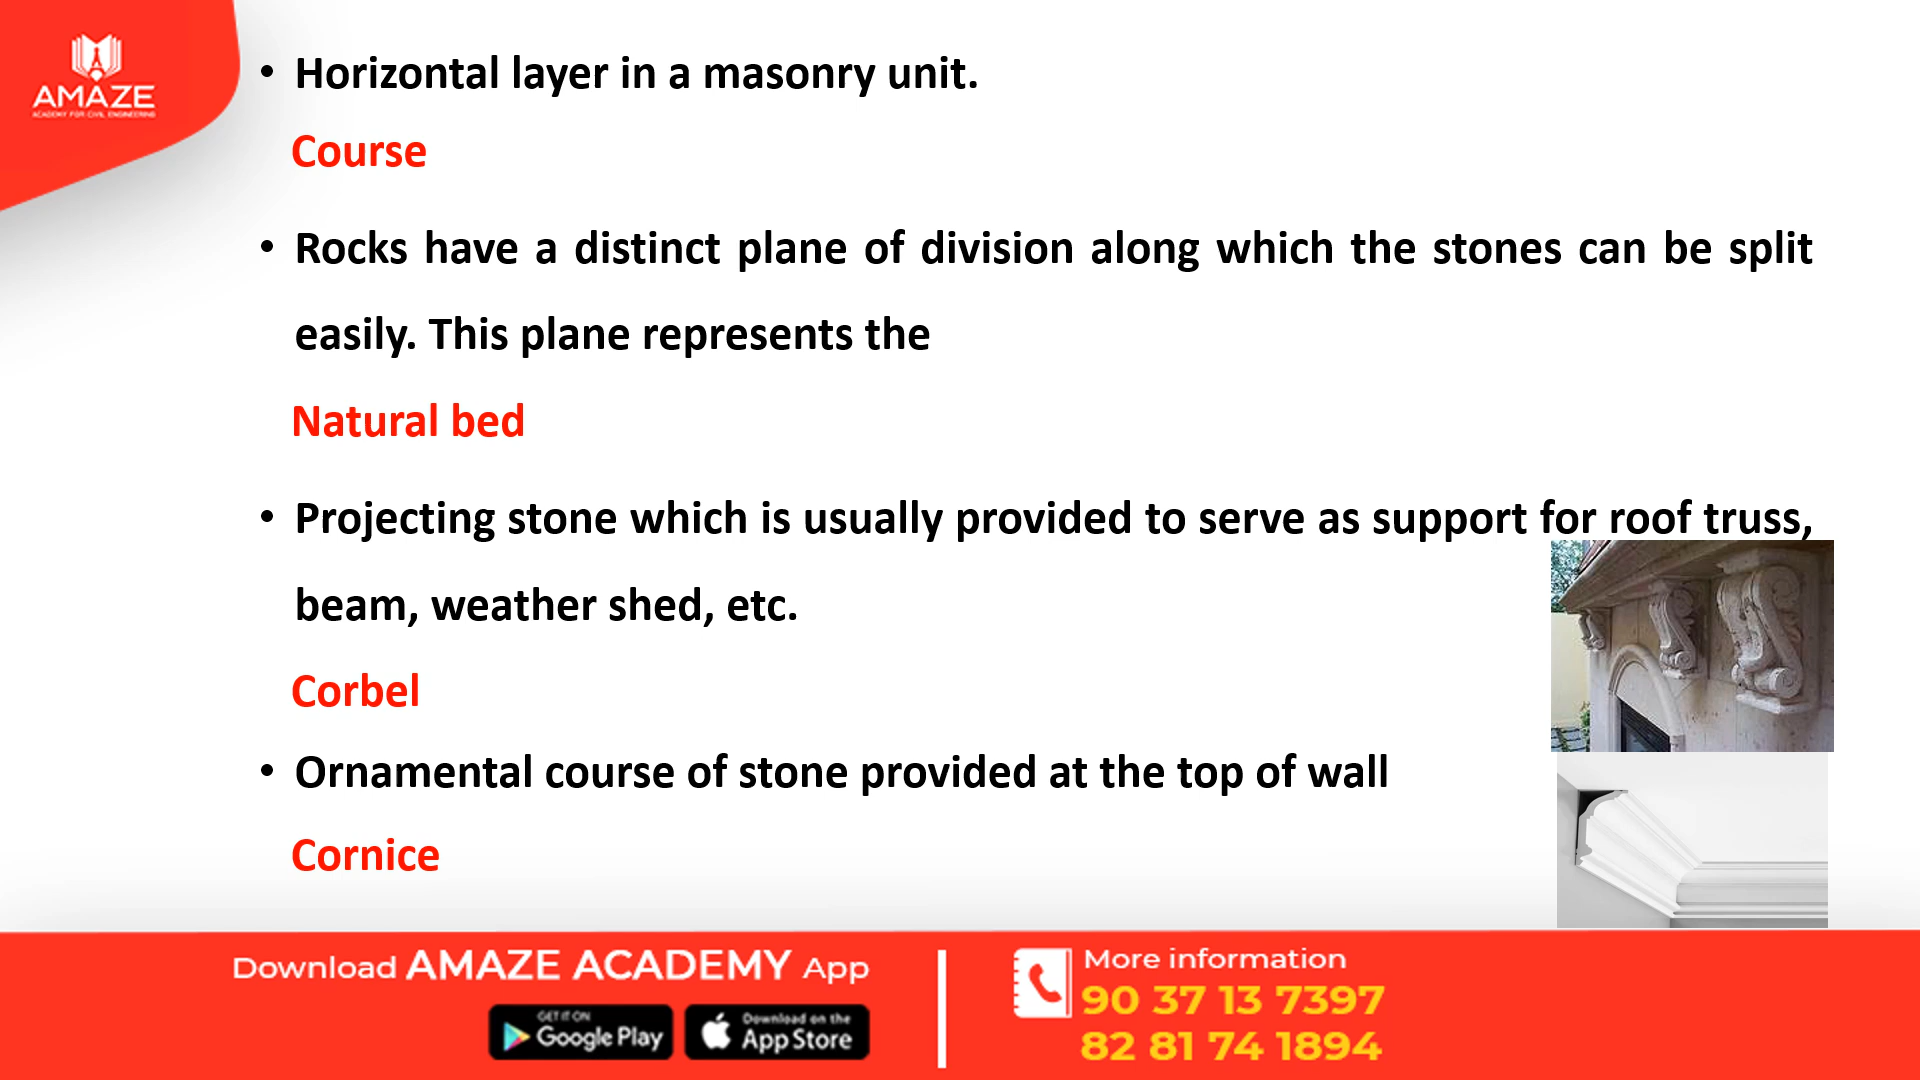 AMAZE
ACADEMY FOR CIVIL ENGINEERING
• Horizontal layer in a masonry unit.
Course
• Rocks have a distinct plane of division along which the stones can be split
easily. This plane represents the
Natural bed
• Projecting stone which is usually provided to serve as support for roof truss,
beam, weather shed, etc.
Corbel
• Ornamental course of stone provided at the top of wall
Cornice
Download AMAZE ACADEMY App
GET IT ON
Google Play
Download on the
App Store
More information
90 37 13 7397
82 81 74 1894